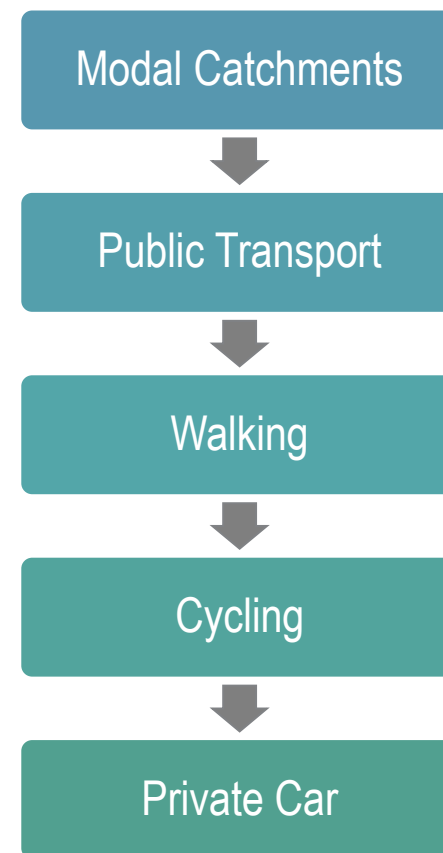 Modal Catchments
Public Transport
Walking
Cycling
Private Car